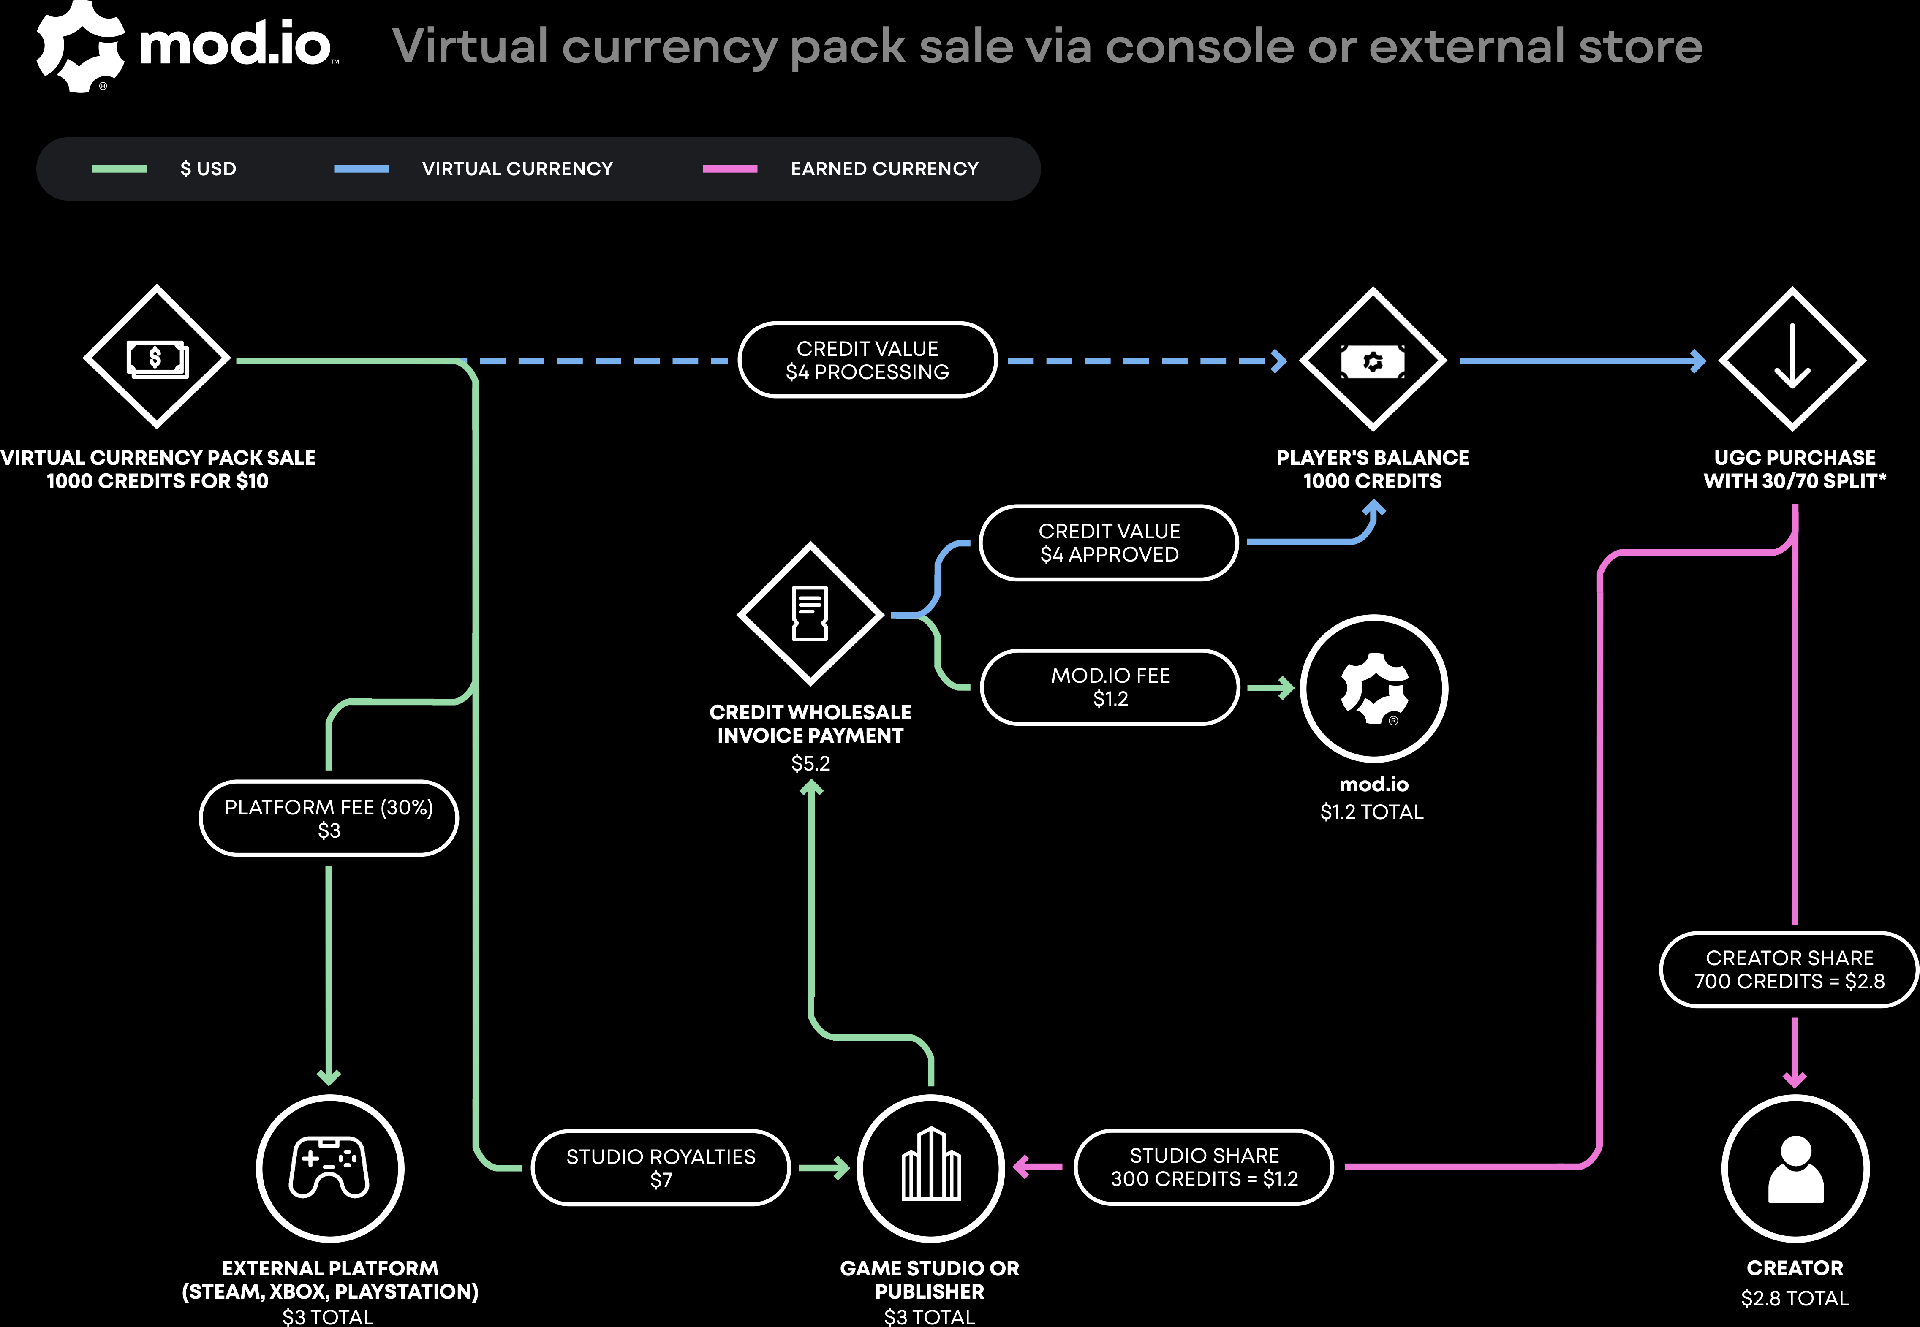 mod.io™ Virtual currency pack sale via console or external store
®
$ USD
VIRTUAL CURRENCY
EARNED CURRENCY
$
CREDIT VALUE
$4 PROCESSING
VIRTUAL CURRENCY PACK SALE
1000 CREDITS FOR $10
PLAYER'S BALANCE
1000 CREDITS
UGC PURCHASE
WITH 30/70 SPLIT*
CREDIT VALUE
$4 APPROVED
MOD.IO FEE
$1.2
CREDIT WHOLESALE
INVOICE PAYMENT
$5.2
®
mod.io
$1.2 TOTAL
PLATFORM FEE (30%)
$3
CREATOR SHARE
700 CREDITS = $2.8
STUDIO ROYALTIES
$7
STUDIO SHARE
300 CREDITS = $1.2
EXTERNAL PLATFORM
(STEAM, XBOX, PLAYSTATION)
$3 TOTAL
GAME STUDIO OR
PUBLISHER
$3 TOTAL
CREATOR
$2.8 TOTAL